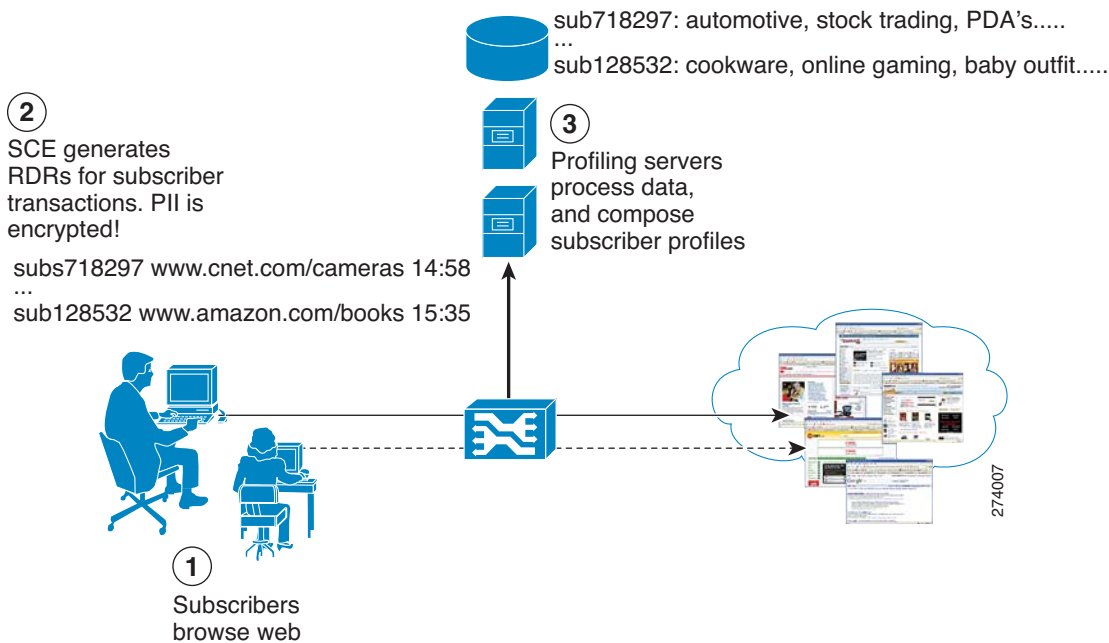 sub718297: automotive, stock trading, PDA's.....
...
sub128532: cookware, online gaming, baby outfit.....
2
SCE generates
RDRs for subscriber
transactions. PII is
encrypted!
subs718297 www.cnet.com/cameras 14:58
...
sub128532 www.amazon.com/books 15:35
3
Profiling servers
process data,
and compose
subscriber profiles
1
Subscribers
browse web
274007